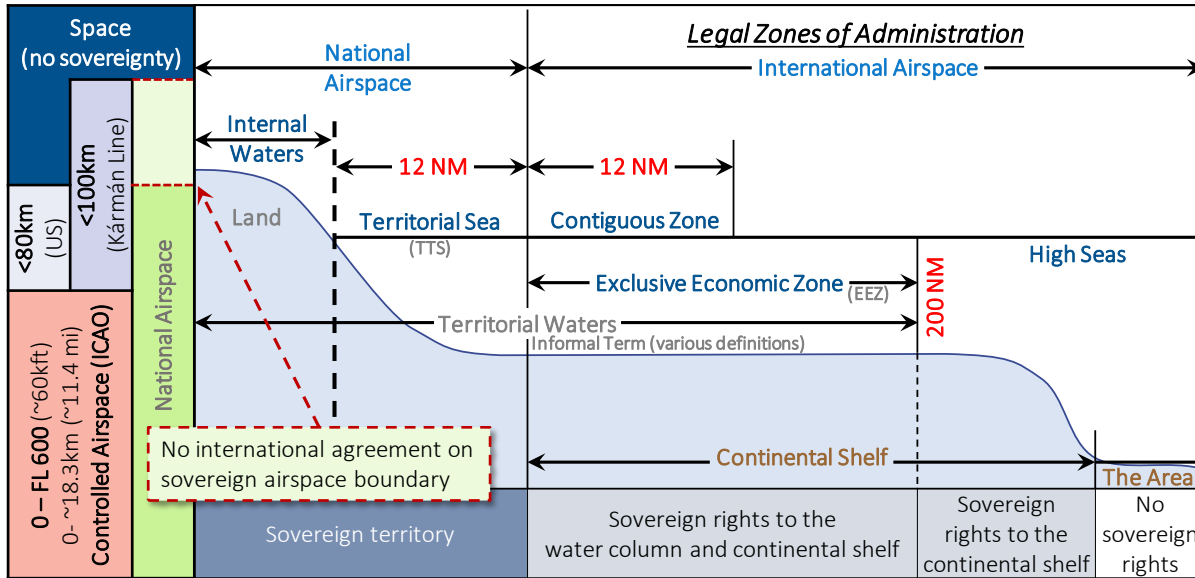 Space
(no sovereignty)
Legal Zones of Administration
National
Airspace
International Airspace
Internal
Waters
12 NM
12 NM
<100km
(Kármán Line)
<80km
(US)
Land
Territorial Sea
(TTS)
Contiguous Zone
High Seas
Exclusive Economic Zone
(EEZ)
200 NM
Territorial Waters
Informal Term (various definitions)
National Airspace
0 – FL 600 (~60kft)
0- ~18.3km (~11.4 mi)
Controlled Airspace (ICAO)
No international agreement on
sovereign airspace boundary
Continental Shelf
The Area
Sovereign territory
Sovereign rights to the
water column and continental shelf
Sovereign
rights to the
continental shelf
No
sovereign
rights